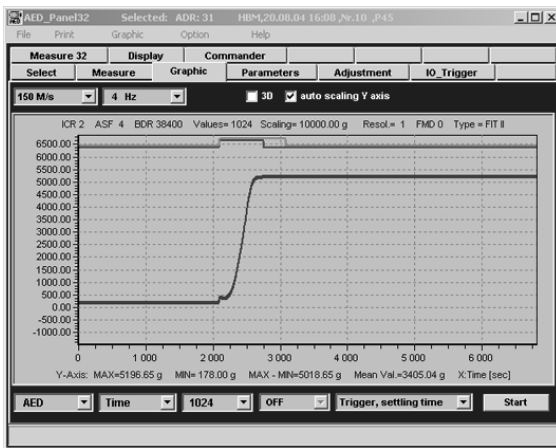 AED_Panel32 Selected: ADR: 31 HBM,20.08.04 16:08 ,Nr.10 ,P45
File Print Graphic Option Help
Measure 32 Display Commander
Select Measure Graphic Parameters Adjustment IO_Trigger
150 M/s 4 Hz 3D auto scaling Y axis
ICR 2 ASF 4 BDR 38400 Values= 1024 Scaling= 10000.00 g Resol.= 1 FMD 0 Type = FIT II
6500.00
6000.00
5500.00
5000.00
4500.00
4000.00
3500.00
3000.00
2500.00
2000.00
1500.00
1000.00
500.00
0.00
-500.00
-1000.00
0 1 000 2 000 3 000 4 000 5 000 6 000
Y-Axis: MAX=5196.65 g MIN= 178.00 g MAX - MIN=5018.65 g Mean Val.=3405.04 g X:Time [sec]
AED Time 1024 OFF Trigger, settling time Start